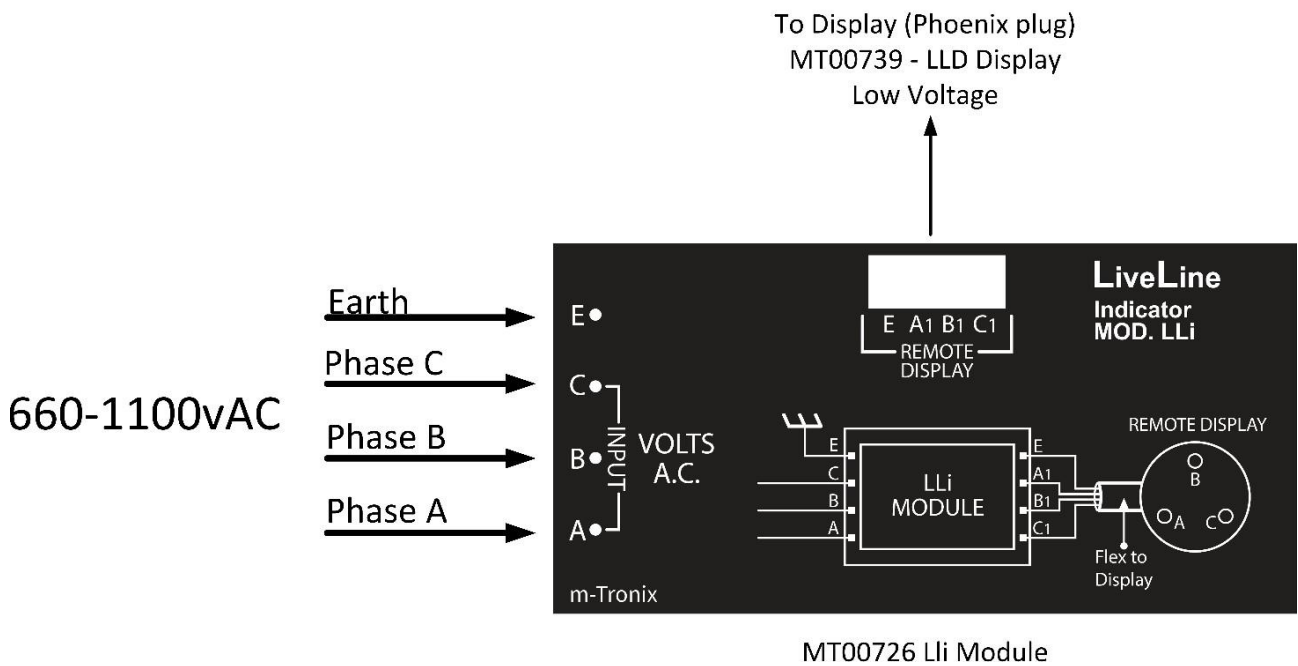 To Display (Phoenix plug)
MT00739 - LLD Display
Low Voltage
660-1100vAC
Earth
Phase C
Phase B
Phase A
E
C
B
A
INPUT
VOLTS
A.C.
m-Tronix
E A1 B1 C1
REMOTE
DISPLAY
LiveLine
Indicator
MOD. LLi
E
C
B
A
LLi
MODULE
E
A1
B1
C1
REMOTE DISPLAY
B
A
C
Flex to
Display
MT00726 Lli Module